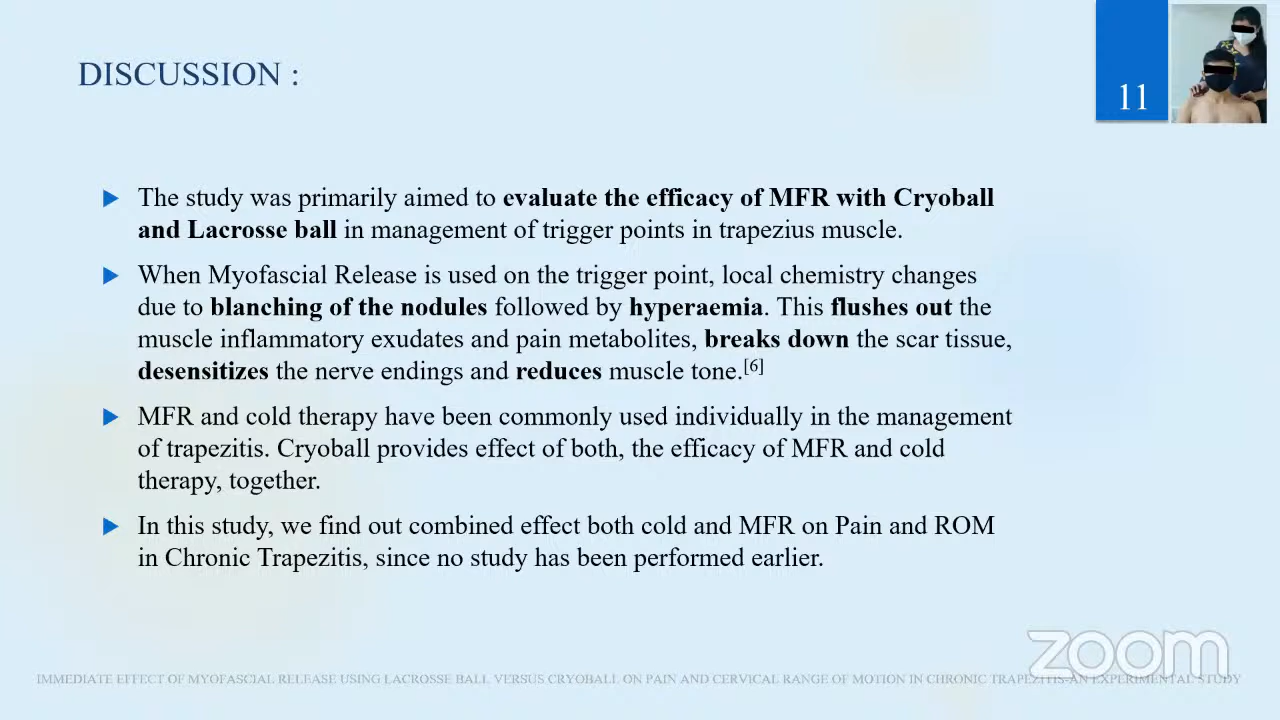 DISCUSSION :
11
The study was primarily aimed to evaluate the efficacy of MFR with Cryoball
and Lacrosse ball in management of trigger points in trapezius muscle.
When Myofascial Release is used on the trigger point, local chemistry changes
due to blanching of the nodules followed by hyperaemia. This flushes out the
muscle inflammatory exudates and pain metabolites, breaks down the scar tissue,
desensitizes the nerve endings and reduces muscle tone.[6]
MFR and cold therapy have been commonly used individually in the management
of trapezitis. Cryoball provides effect of both, the efficacy of MFR and cold
therapy, together.
In this study, we find out combined effect both cold and MFR on Pain and ROM
in Chronic Trapezitis, since no study has been performed earlier.
zoom
IMMEDIATE EFFECT OF MYOFASCIAL RELEASE USING LACROSSE BALL VERSUS CRYOBALL ON PAIN AND CERVICAL RANGE OF MOTION IN CHRONIC TRAPEZITIS-AN EXPERIMENTAL STUDY